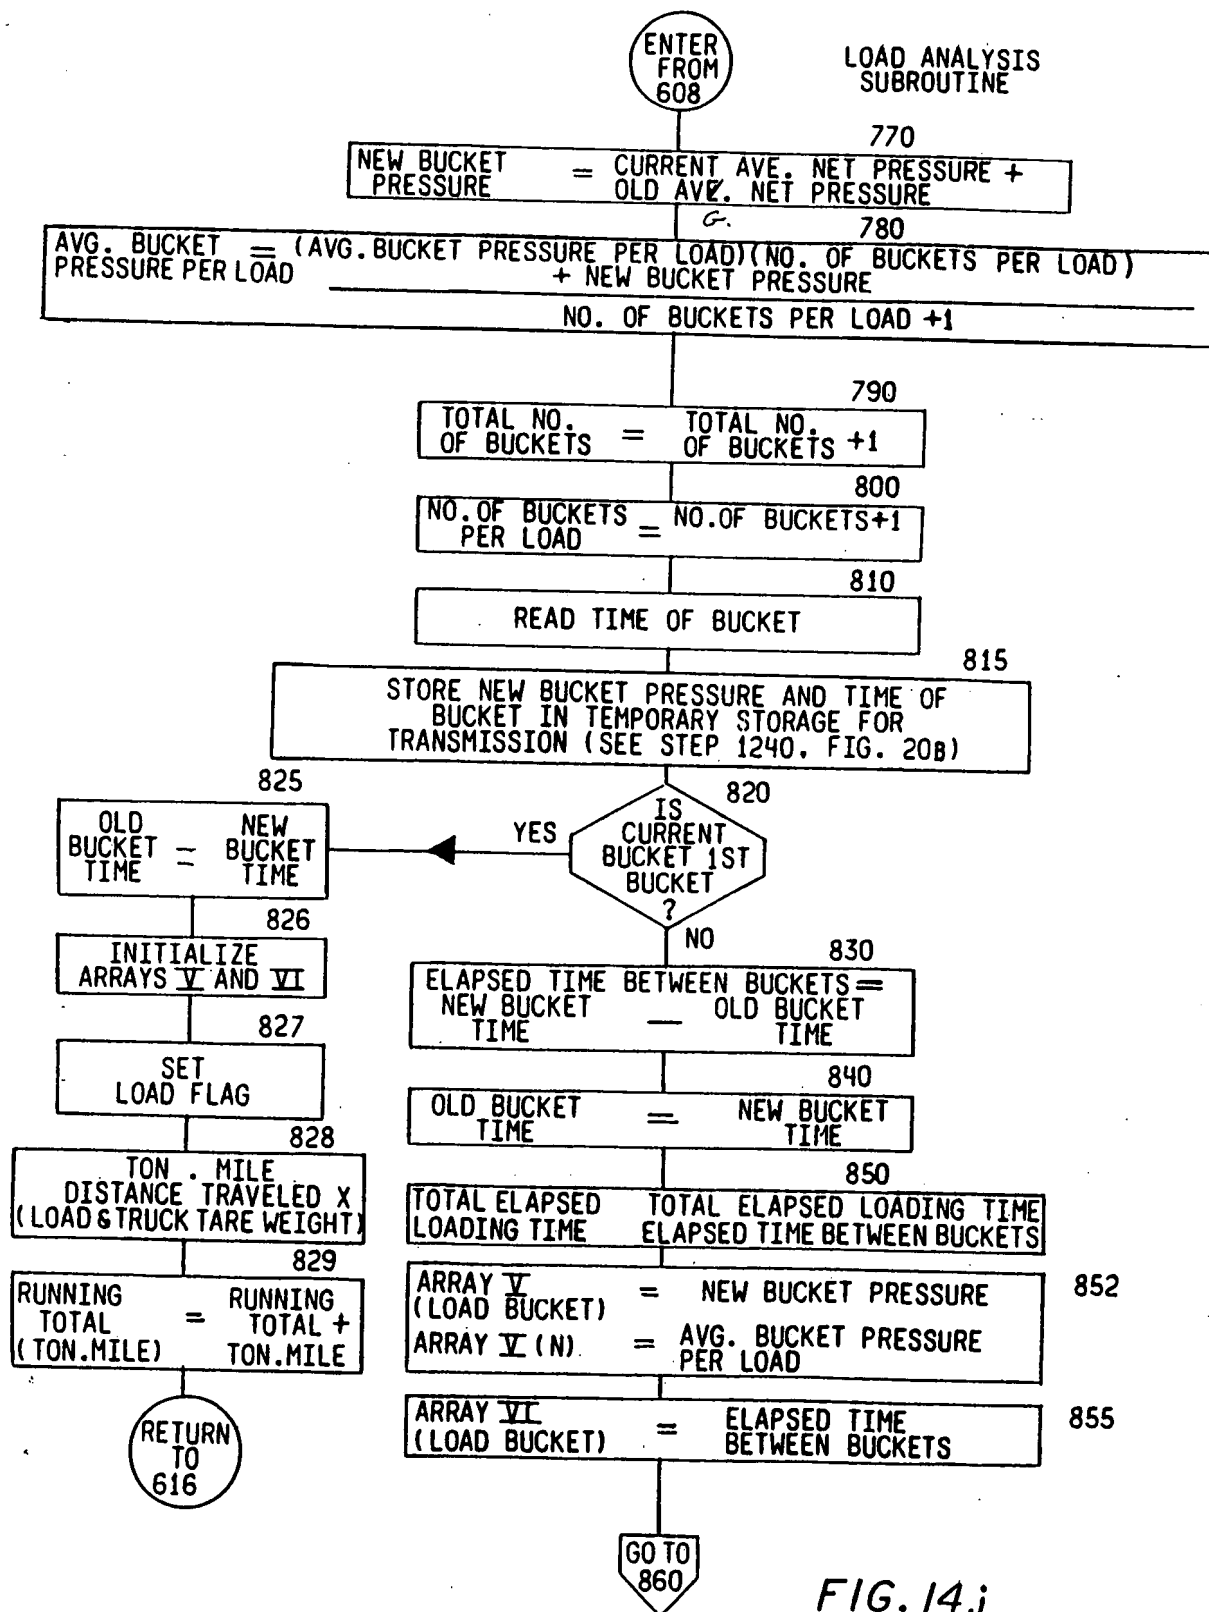 ENTER
FROM
608
LOAD ANALYSIS
SUBROUTINE
770
NEW BUCKET = CURRENT AVE. NET PRESSURE +
PRESSURE OLD AVE. NET PRESSURE
G.
780
AVG. BUCKET = (AVG. BUCKET PRESSURE PER LOAD)(NO. OF BUCKETS PER LOAD)
PRESSURE PER LOAD + NEW BUCKET PRESSURE
NO. OF BUCKETS PER LOAD +1
790
TOTAL NO. = TOTAL NO.
OF BUCKETS OF BUCKETS +1
800
NO. OF BUCKETS = NO. OF BUCKETS+1
PER LOAD
810
READ TIME OF BUCKET
815
STORE NEW BUCKET PRESSURE AND TIME OF
BUCKET IN TEMPORARY STORAGE FOR
TRANSMISSION (SEE STEP 1240. FIG. 20B)
820
IS
CURRENT
BUCKET 1ST
BUCKET
?
YES
825
OLD NEW
BUCKET = BUCKET
TIME TIME
826
INITIALIZE
ARRAYS V AND VI
827
SET
LOAD FLAG
828
TON . MILE
DISTANCE TRAVELED X
(LOAD & TRUCK TARE WEIGHT)
829
RUNNING RUNNING
TOTAL = TOTAL +
(TON.MILE) TON.MILE
RETURN
TO
616
NO
830
ELAPSED TIME BETWEEN BUCKETS =
NEW BUCKET — OLD BUCKET
TIME TIME
840
OLD BUCKET = NEW BUCKET
TIME TIME
850
TOTAL ELAPSED TOTAL ELAPSED LOADING TIME
LOADING TIME ELAPSED TIME BETWEEN BUCKETS
852
ARRAY V = NEW BUCKET PRESSURE
(LOAD BUCKET)
ARRAY V (N) = AVG. BUCKET PRESSURE
PER LOAD
855
ARRAY VI = ELAPSED TIME
(LOAD BUCKET) BETWEEN BUCKETS
GO TO
860
FIG. 14j